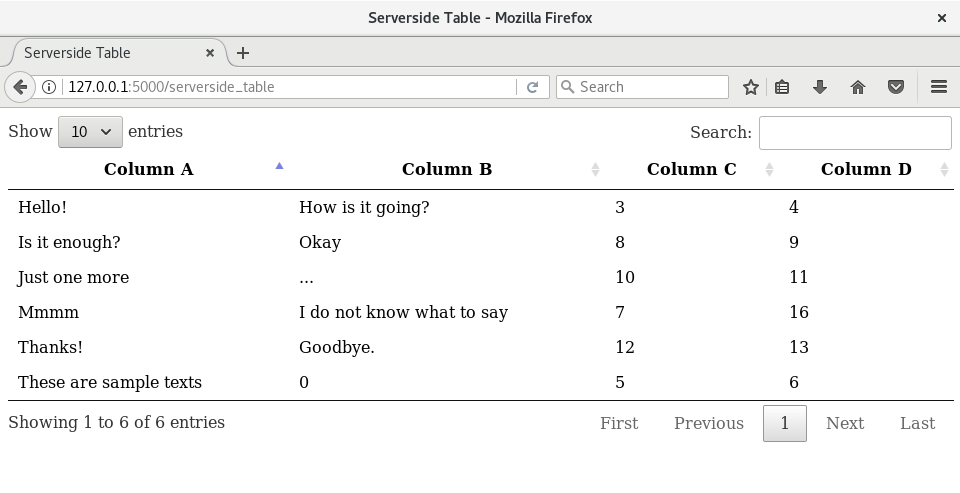 Serverside Table - Mozilla Firefox
Serverside Table
127.0.0.1:5000/serverside_table Search
Show 10 entries Search:
Column A Column B Column C Column D
Hello! How is it going? 3 4
Is it enough? Okay 8 9
Just one more ... 10 11
Mmmm I do not know what to say 7 16
Thanks! Goodbye. 12 13
These are sample texts 0 5 6
Showing 1 to 6 of 6 entries First Previous 1 Next Last